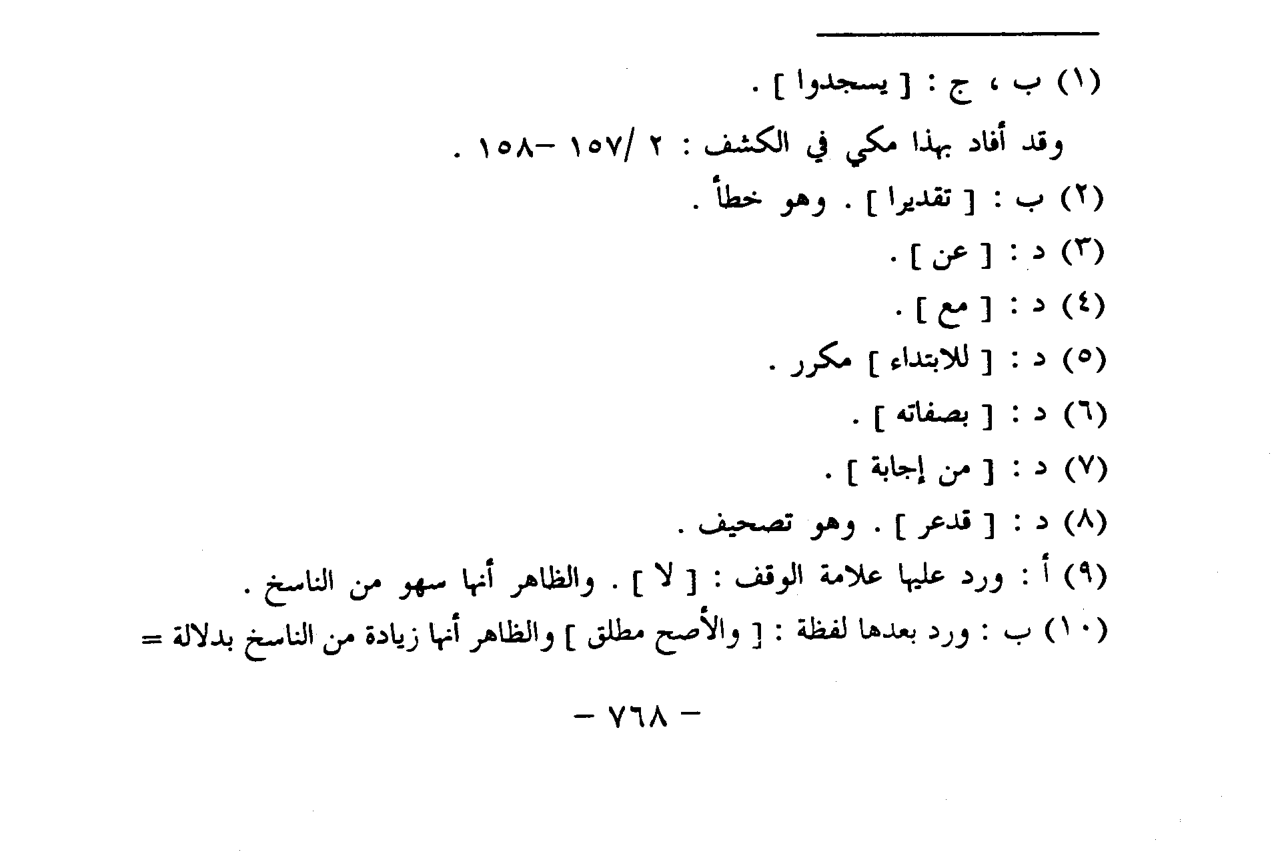 (١) ب ، ج : [ يسجدوا ] .
وقد أفاد بهذا مكي في الكشف : ٢ /١٥٧ –١٥٨ .
(٢) ب : [ تقديرا ] . وهو خطأ .
(٣) د : [ عن ] .
(٤) د : [ مع ] .
(٥) د : [ للابتداء ] مكرر .
(٦) د : [ بصفاته ] .
(٧) د : [ من إجابة ] .
(٨) د : [ قدعر ] . وهو تصحيف .
(٩) أ : ورد عليها علامة الوقف : [ لا ] . والظاهر أنها سهو من الناسخ .
(١٠) ب : ورد بعدها لفظة : [ والأصح مطلق ] والظاهر أنها زيادة من الناسخ بدلالة =
– ٧٦٨ –